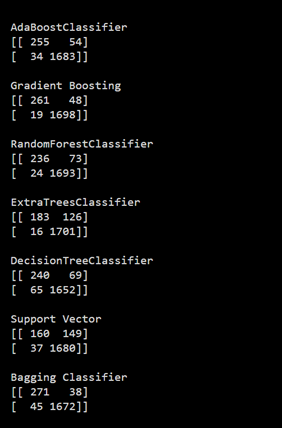 AdaBoostClassifier
[[ 255 54]
[ 34 1683]]
Gradient Boosting
[[ 261 48]
[ 19 1698]]
RandomForestClassifier
[[ 236 73]
[ 24 1693]]
ExtraTreesClassifier
[[ 183 126]
[ 16 1701]]
DecisionTreeClassifier
[[ 240 69]
[ 65 1652]]
Support Vector
[[ 160 149]
[ 37 1680]]
Bagging Classifier
[[ 271 38]
[ 45 1672]]